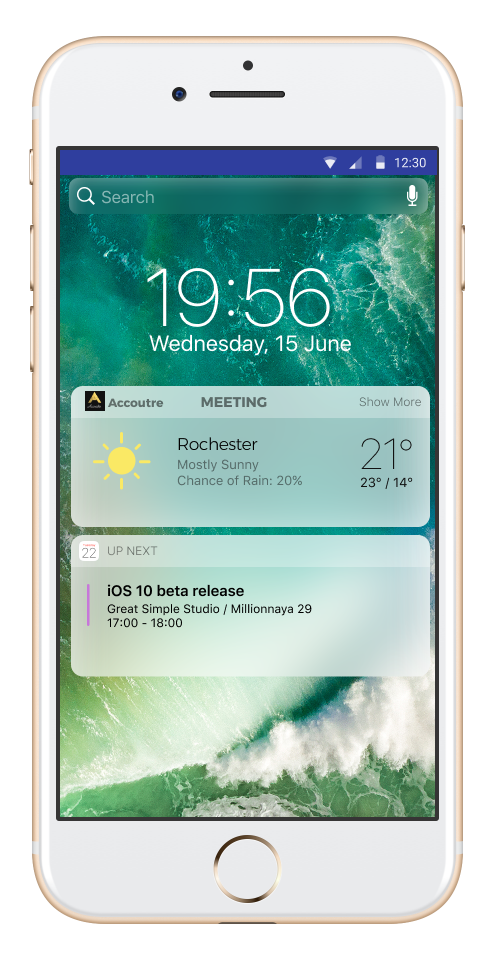 12:30
Search
19:56
Wednesday, 15 June
Accoutre MEETING Show More
Rochester
Mostly Sunny
Chance of Rain: 20%
21°
23° / 14°
22 UP NEXT
iOS 10 beta release
Great Simple Studio / Millionnaya 29
17:00 - 18:00